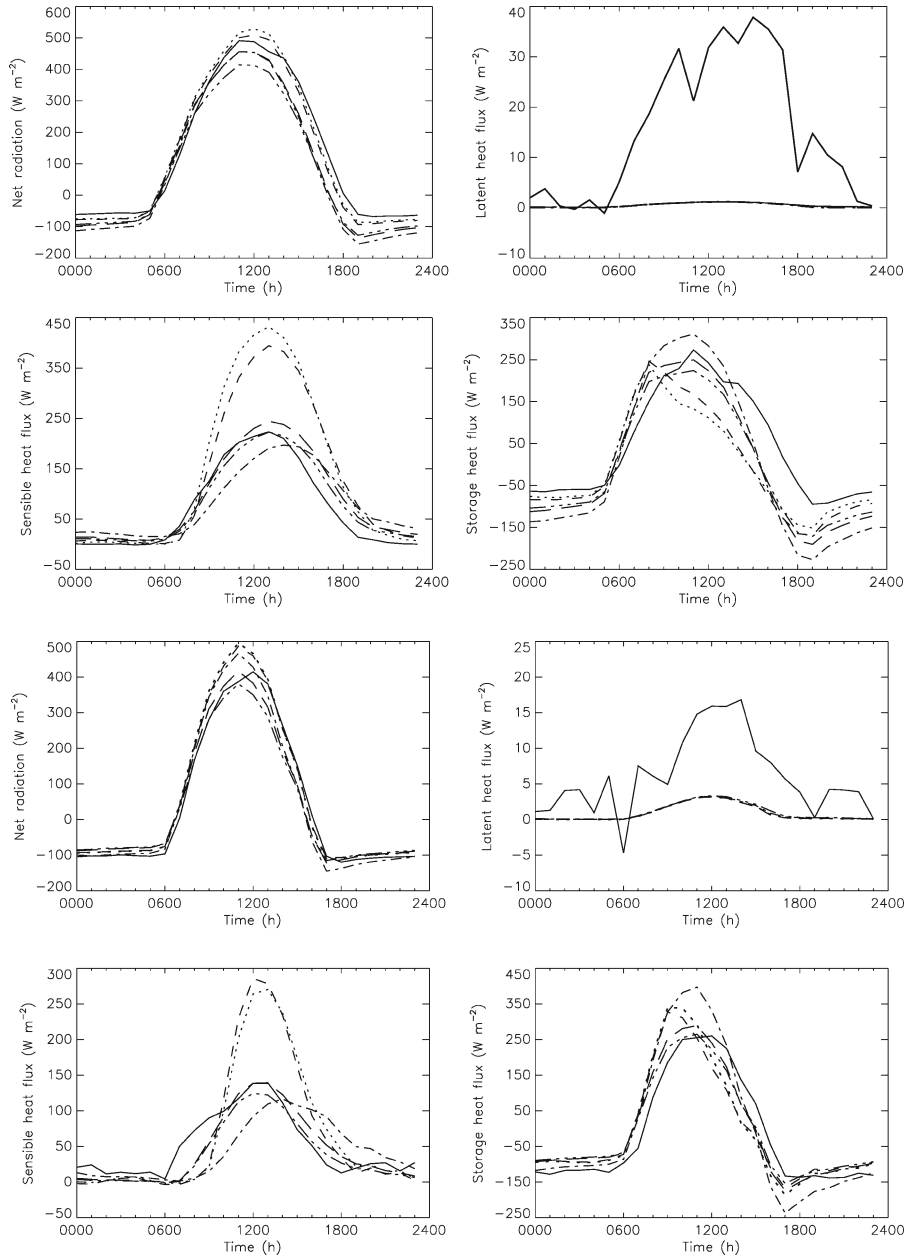 Net radiation (W m−2)
600
500
400
300
200
100
0
−100
−200
0000 0600 1200 1800 2400
Time (h)
Latent heat flux (W m−2)
40
30
20
10
0
−10
0000 0600 1200 1800 2400
Time (h)
Sensible heat flux (W m−2)
450
350
250
150
50
−50
0000 0600 1200 1800 2400
Time (h)
Storage heat flux (W m−2)
350
250
150
50
−50
−150
−250
0000 0600 1200 1800 2400
Time (h)
Net radiation (W m−2)
500
400
300
200
100
0
−100
−200
0000 0600 1200 1800 2400
Time (h)
Latent heat flux (W m−2)
25
20
15
10
5
0
−5
−10
0000 0600 1200 1800 2400
Time (h)
Sensible heat flux (W m−2)
300
250
200
150
100
50
0
−50
0000 0600 1200 1800 2400
Time (h)
Storage heat flux (W m−2)
450
350
250
150
50
−50
−150
−250
0000 0600 1200 1800 2400
Time (h)